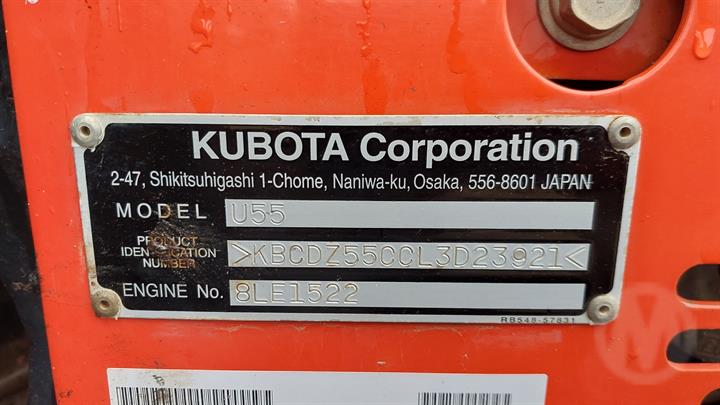 KUBOTA Corporation
2-47, Shikitsuhigashi 1-Chome, Naniwa-ku, Osaka, 556-8601 JAPAN
MODEL U55
PRODUCT IDENTIFICATION NUMBER >KBCDZ55CCL3D23921<
ENGINE No. 8LE1522
RB548-57831
M